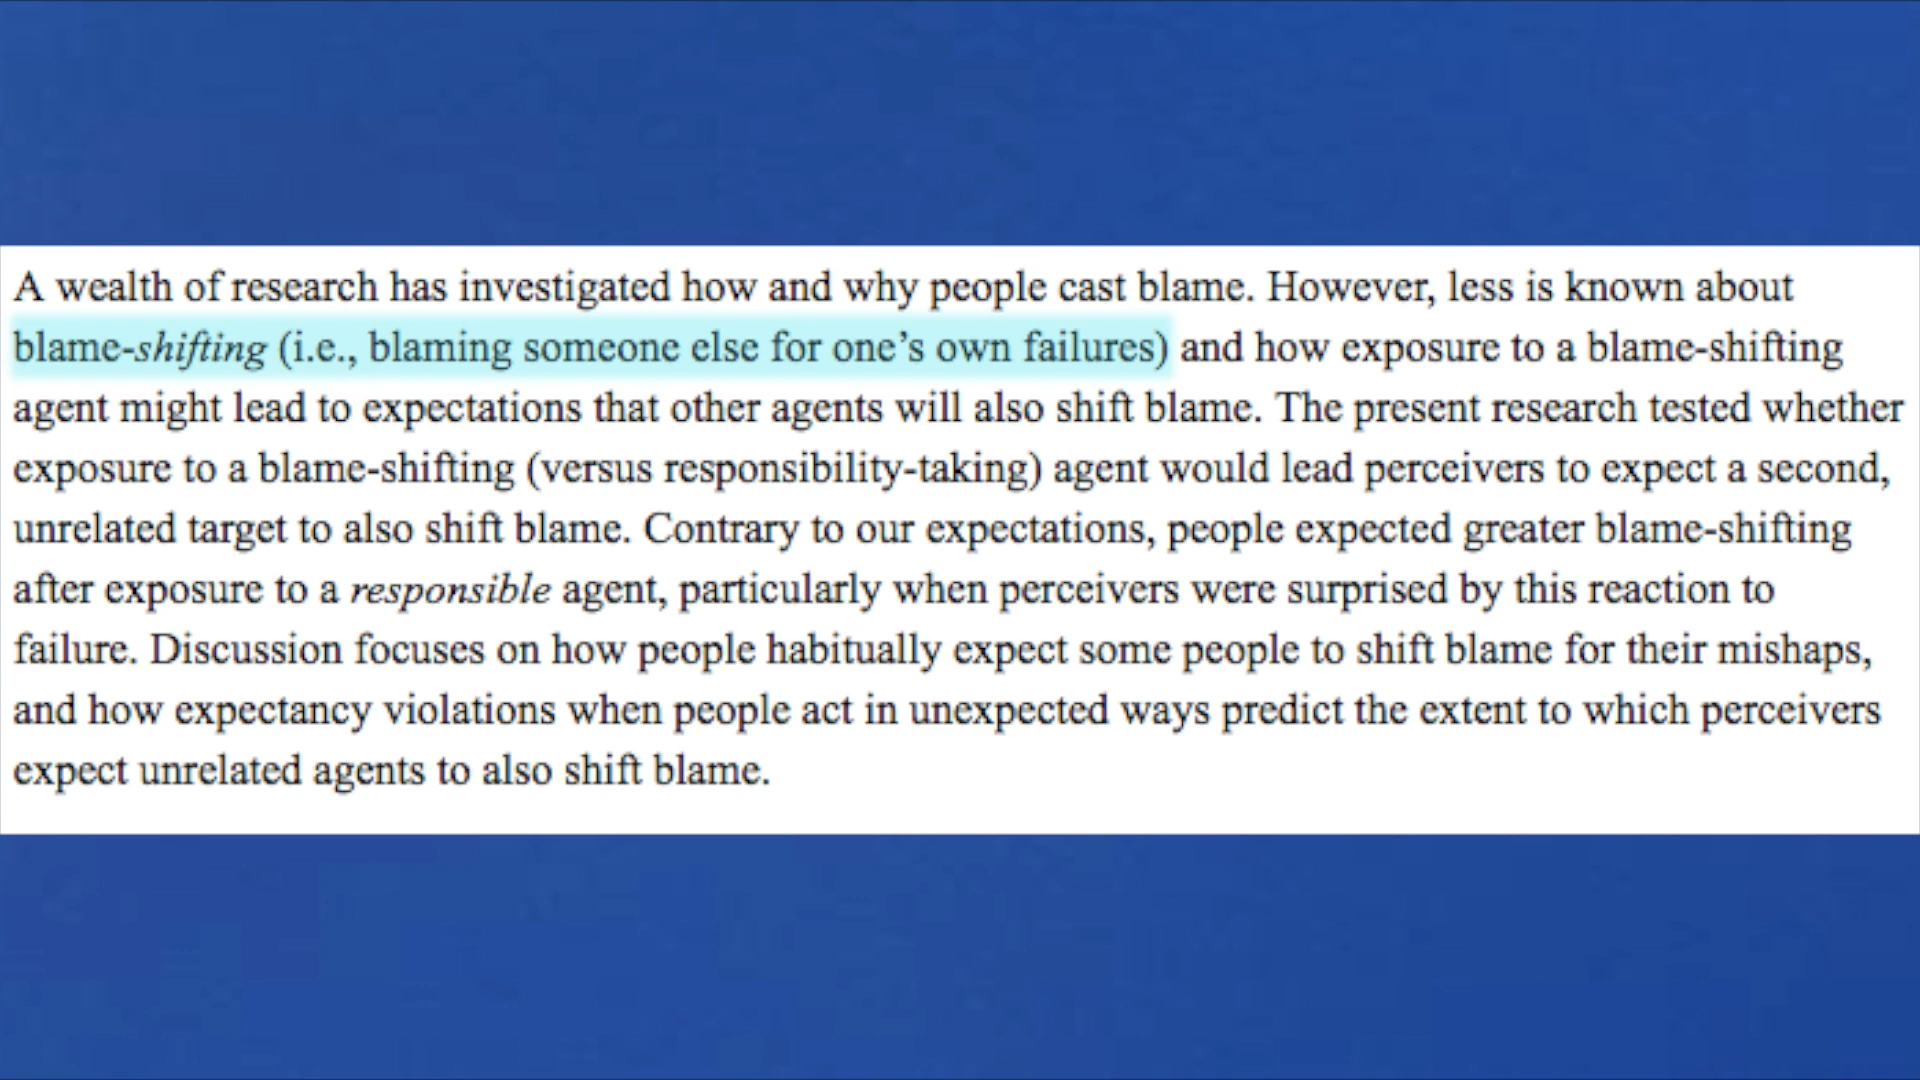 A wealth of research has investigated how and why people cast blame. However, less is known about
blame-shifting (i.e., blaming someone else for one’s own failures) and how exposure to a blame-shifting
agent might lead to expectations that other agents will also shift blame. The present research tested whether
exposure to a blame-shifting (versus responsibility-taking) agent would lead perceivers to expect a second,
unrelated target to also shift blame. Contrary to our expectations, people expected greater blame-shifting
after exposure to a responsible agent, particularly when perceivers were surprised by this reaction to
failure. Discussion focuses on how people habitually expect some people to shift blame for their mishaps,
and how expectancy violations when people act in unexpected ways predict the extent to which perceivers
expect unrelated agents to also shift blame.